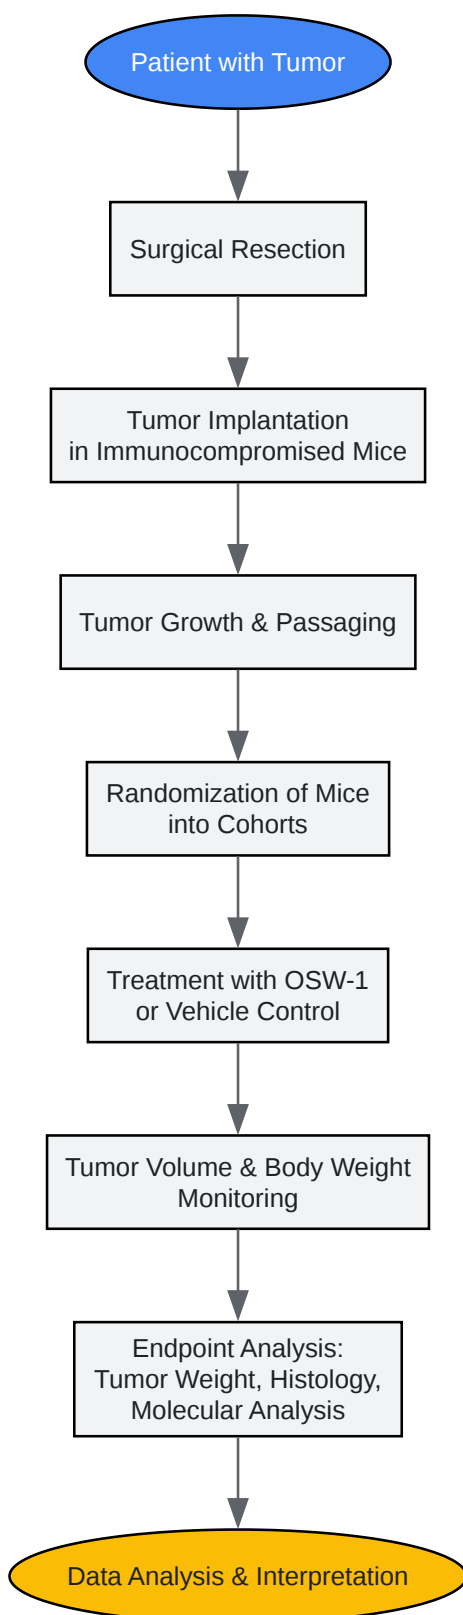 Patient with Tumor
Surgical Resection
Tumor Implantation
in Immunocompromised Mice
Tumor Growth & Passaging
Randomization of Mice
into Cohorts
Treatment with OSW-1
or Vehicle Control
Tumor Volume & Body Weight
Monitoring
Endpoint Analysis:
Tumor Weight, Histology,
Molecular Analysis
Data Analysis & Interpretation